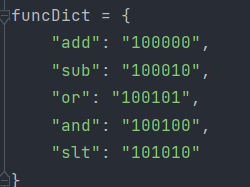 funcDict = {
    "add": "100000",
    "sub": "100010",
    "or": "100101",
    "and": "100100",
    "slt": "101010"
}